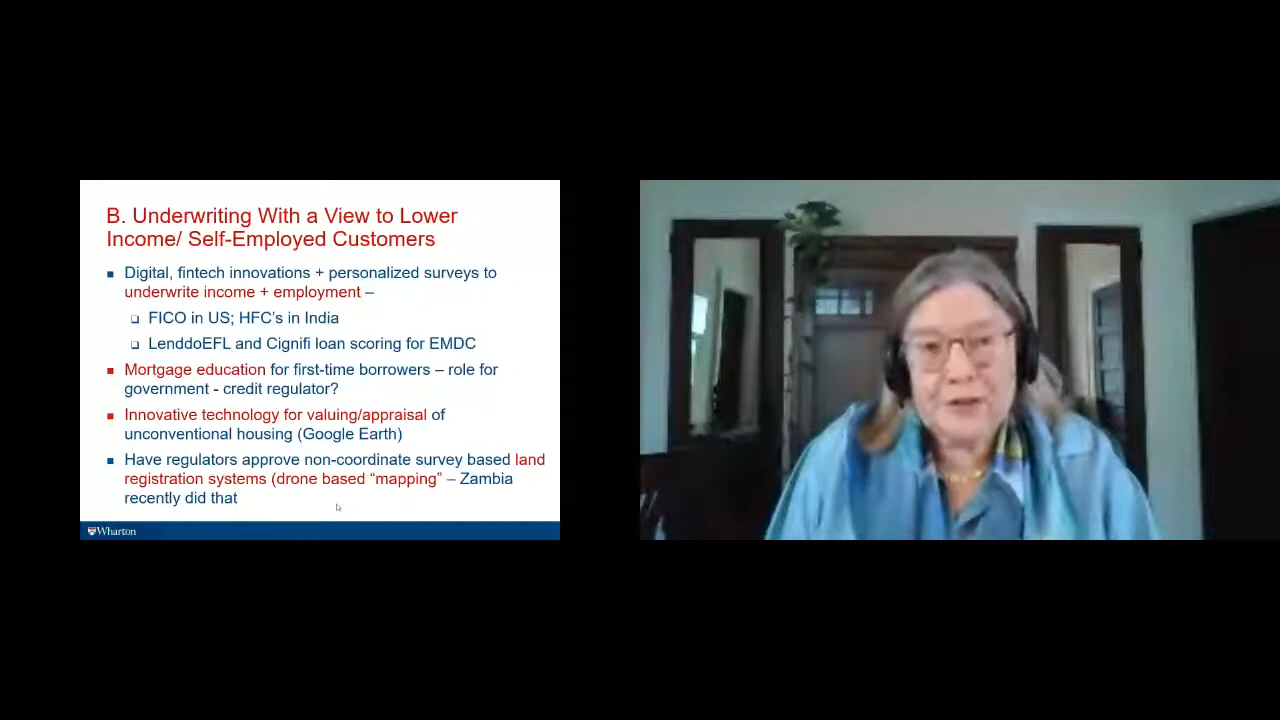 B. Underwriting With a View to Lower
Income/ Self-Employed Customers
▪ Digital, fintech innovations + personalized surveys to
underwrite income + employment –
❑ FICO in US; HFC's in India
❑ LenddoEFL and Cignifi loan scoring for EMDC
▪ Mortgage education for first-time borrowers – role for
government - credit regulator?
▪ Innovative technology for valuing/appraisal of
unconventional housing (Google Earth)
▪ Have regulators approve non-coordinate survey based land
registration systems (drone based “mapping” – Zambia
recently did that
Wharton